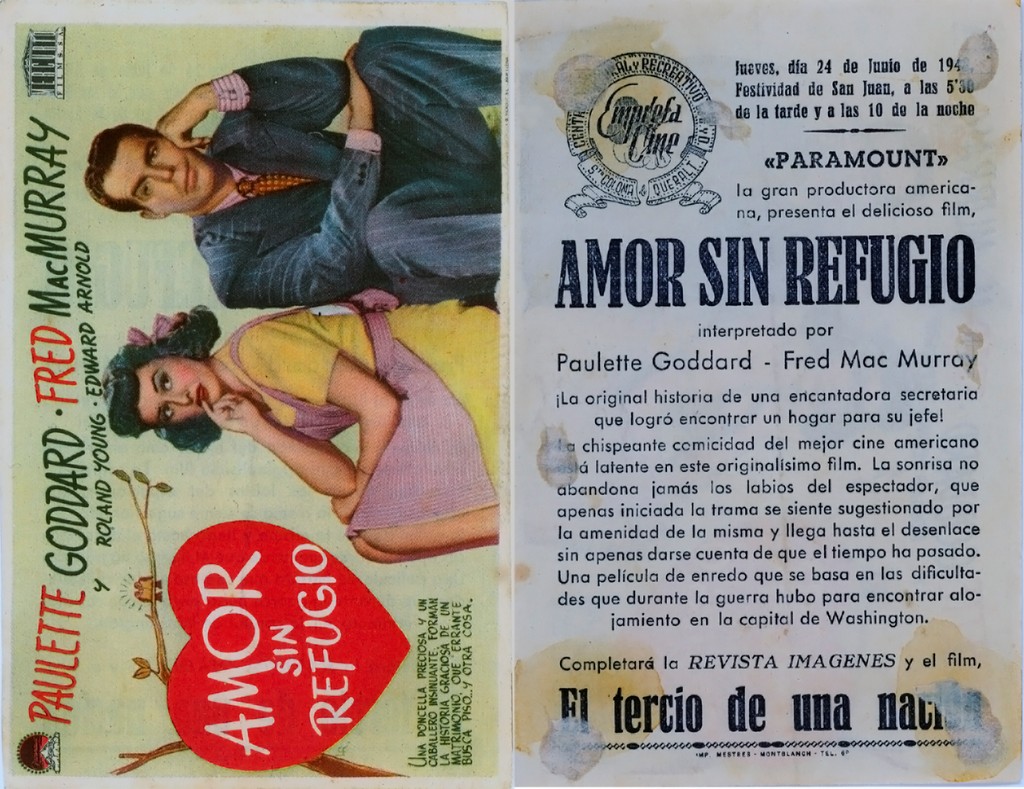 PAULETTE
GODDARD · FRED MACMURRAY
Y ROLAND YOUNG · EDWARD ARNOLD
AMOR
SIN
REFUGIO
UNA DONCELLA PRECIOSA Y UN
CABALLERO INSINUANTE, FORMAN
LA HISTORIA GRACIOSA DE UN
MATRIMONIO, QUE ERRANTE
BUSCA PISO..Y OTRA COSA.
FILMS
Empresa
Cine
RECREATIVO
STA COLOMA DE QUERALT
Jueves, día 24 de Junio de 194
Festividad de San Juan, a las 5'30
de la tarde y a las 10 de la noche
«PARAMOUNT»
la gran productora america-
na, presenta el delicioso film,
AMOR SIN REFUGIO
interpretado por
Paulette Goddard - Fred Mac Murray
¡La original historia de una encantadora secretaria
que logró encontrar un hogar para su jefe!
La chispeante comicidad del mejor cine americano
está latente en este originalísimo film. La sonrisa no
abandona jamás los labios del espectador, que
apenas iniciada la trama se siente sugestionado por
la amenidad de la misma y llega hasta el desenlace
sin apenas darse cuenta de que el tiempo ha pasado.
Una película de enredo que se basa en las dificulta-
des que durante la guerra hubo para encontrar alo-
jamiento en la capital de Washington.
Completará la REVISTA IMAGENES y el film,
El tercio de una nación
IMP. MESTRES - MONTBLANCH - TEL.